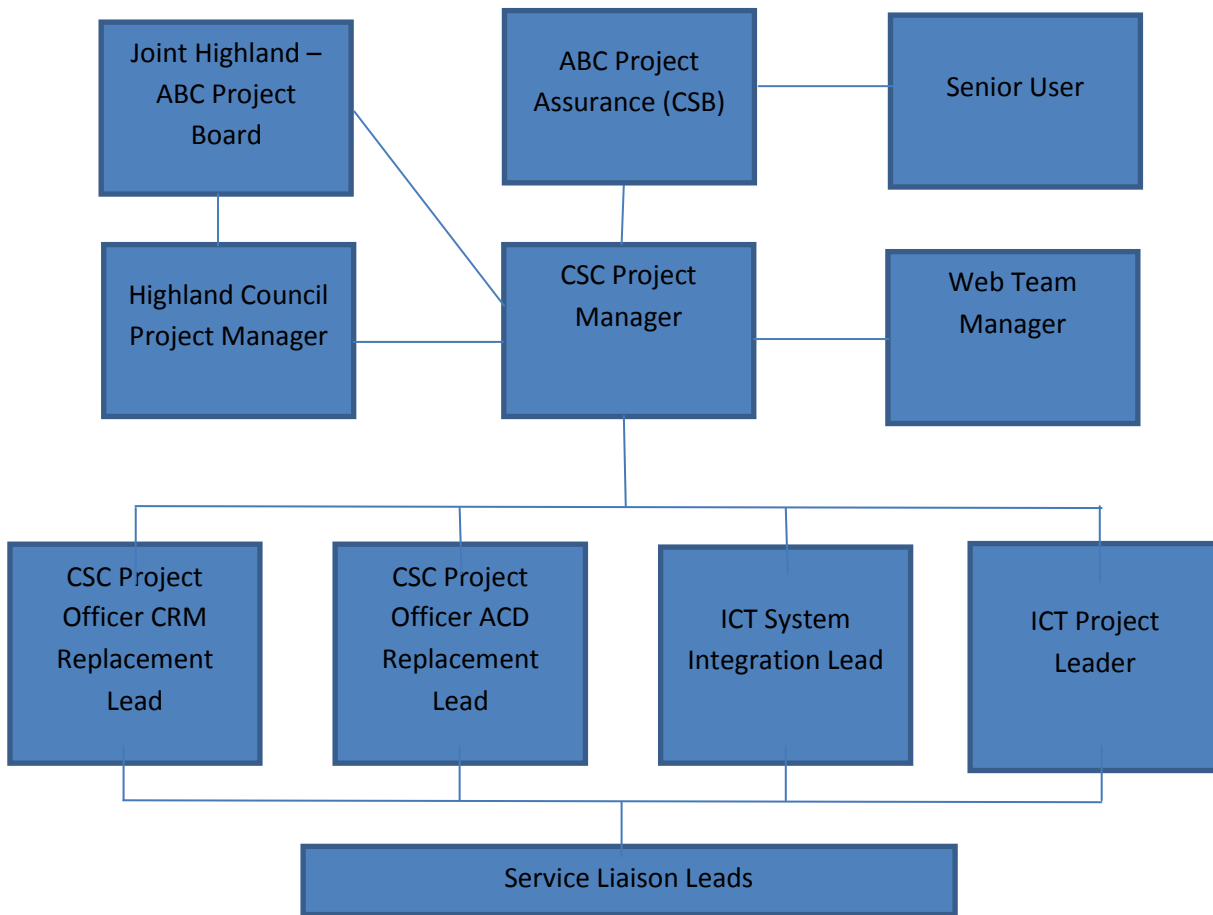 Joint Highland –
ABC Project
Board
ABC Project
Assurance (CSB)
Senior User
Highland Council
Project Manager
CSC Project
Manager
Web Team
Manager
CSC Project
Officer CRM
Replacement
Lead
CSC Project
Officer ACD
Replacement
Lead
ICT System
Integration Lead
ICT Project
Leader
Service Liaison Leads